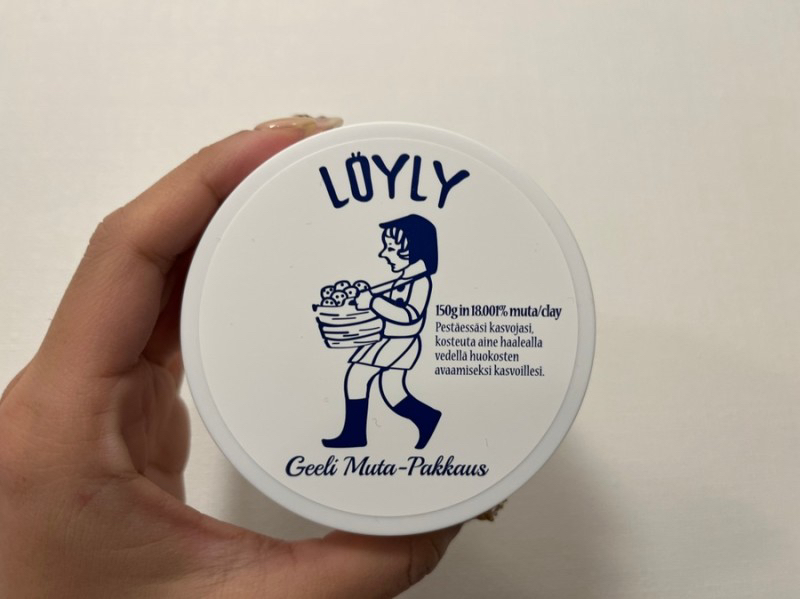 LÖYLY
150g in 18.001% muta/clay
Pestäessäsi kasvojasi,
kosteuta aine haalealla
vedellä huokosten
avaamiseksi kasvoillesi.
Geeli Muta-Pakkaus